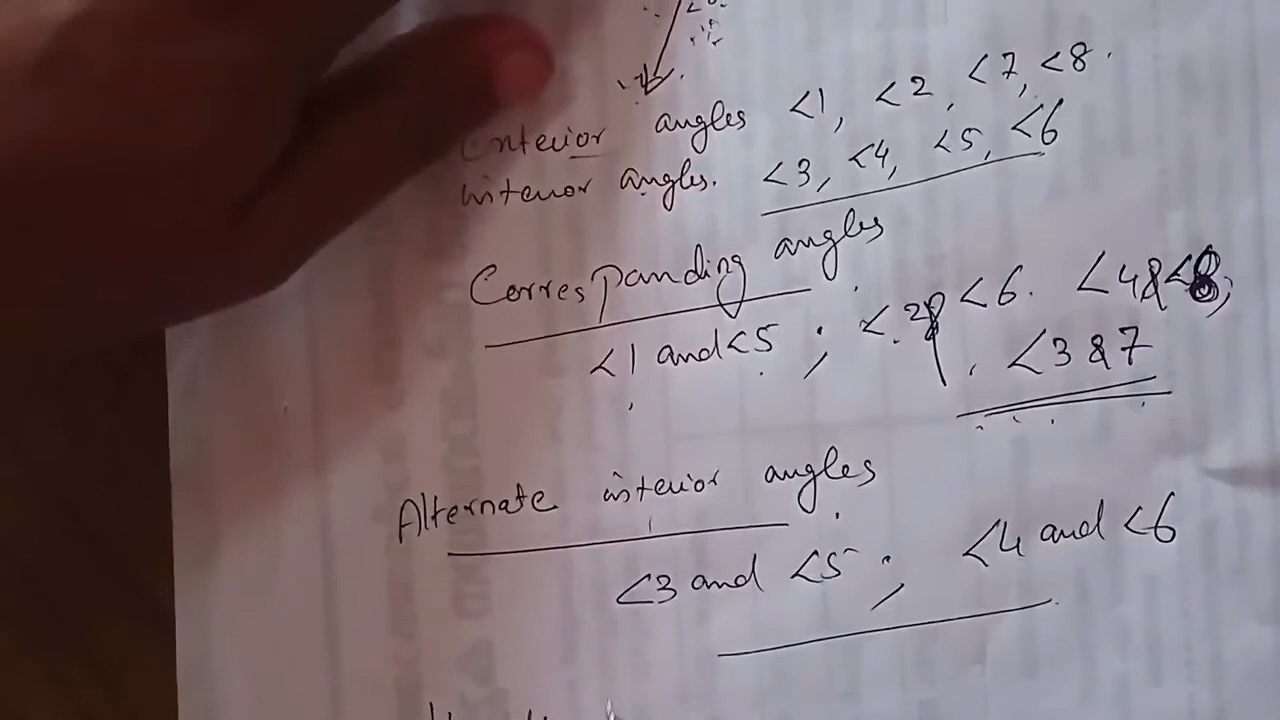 Exterior angles <1, <2, <7, <8.
interior angles. <3, <4, <5, <6
Corresponding angles
<1 and <5 ; <2 & <6. <4 & <8,
<3 & 7
Alternate interior angles
<3 and <5 ; <4 and <6